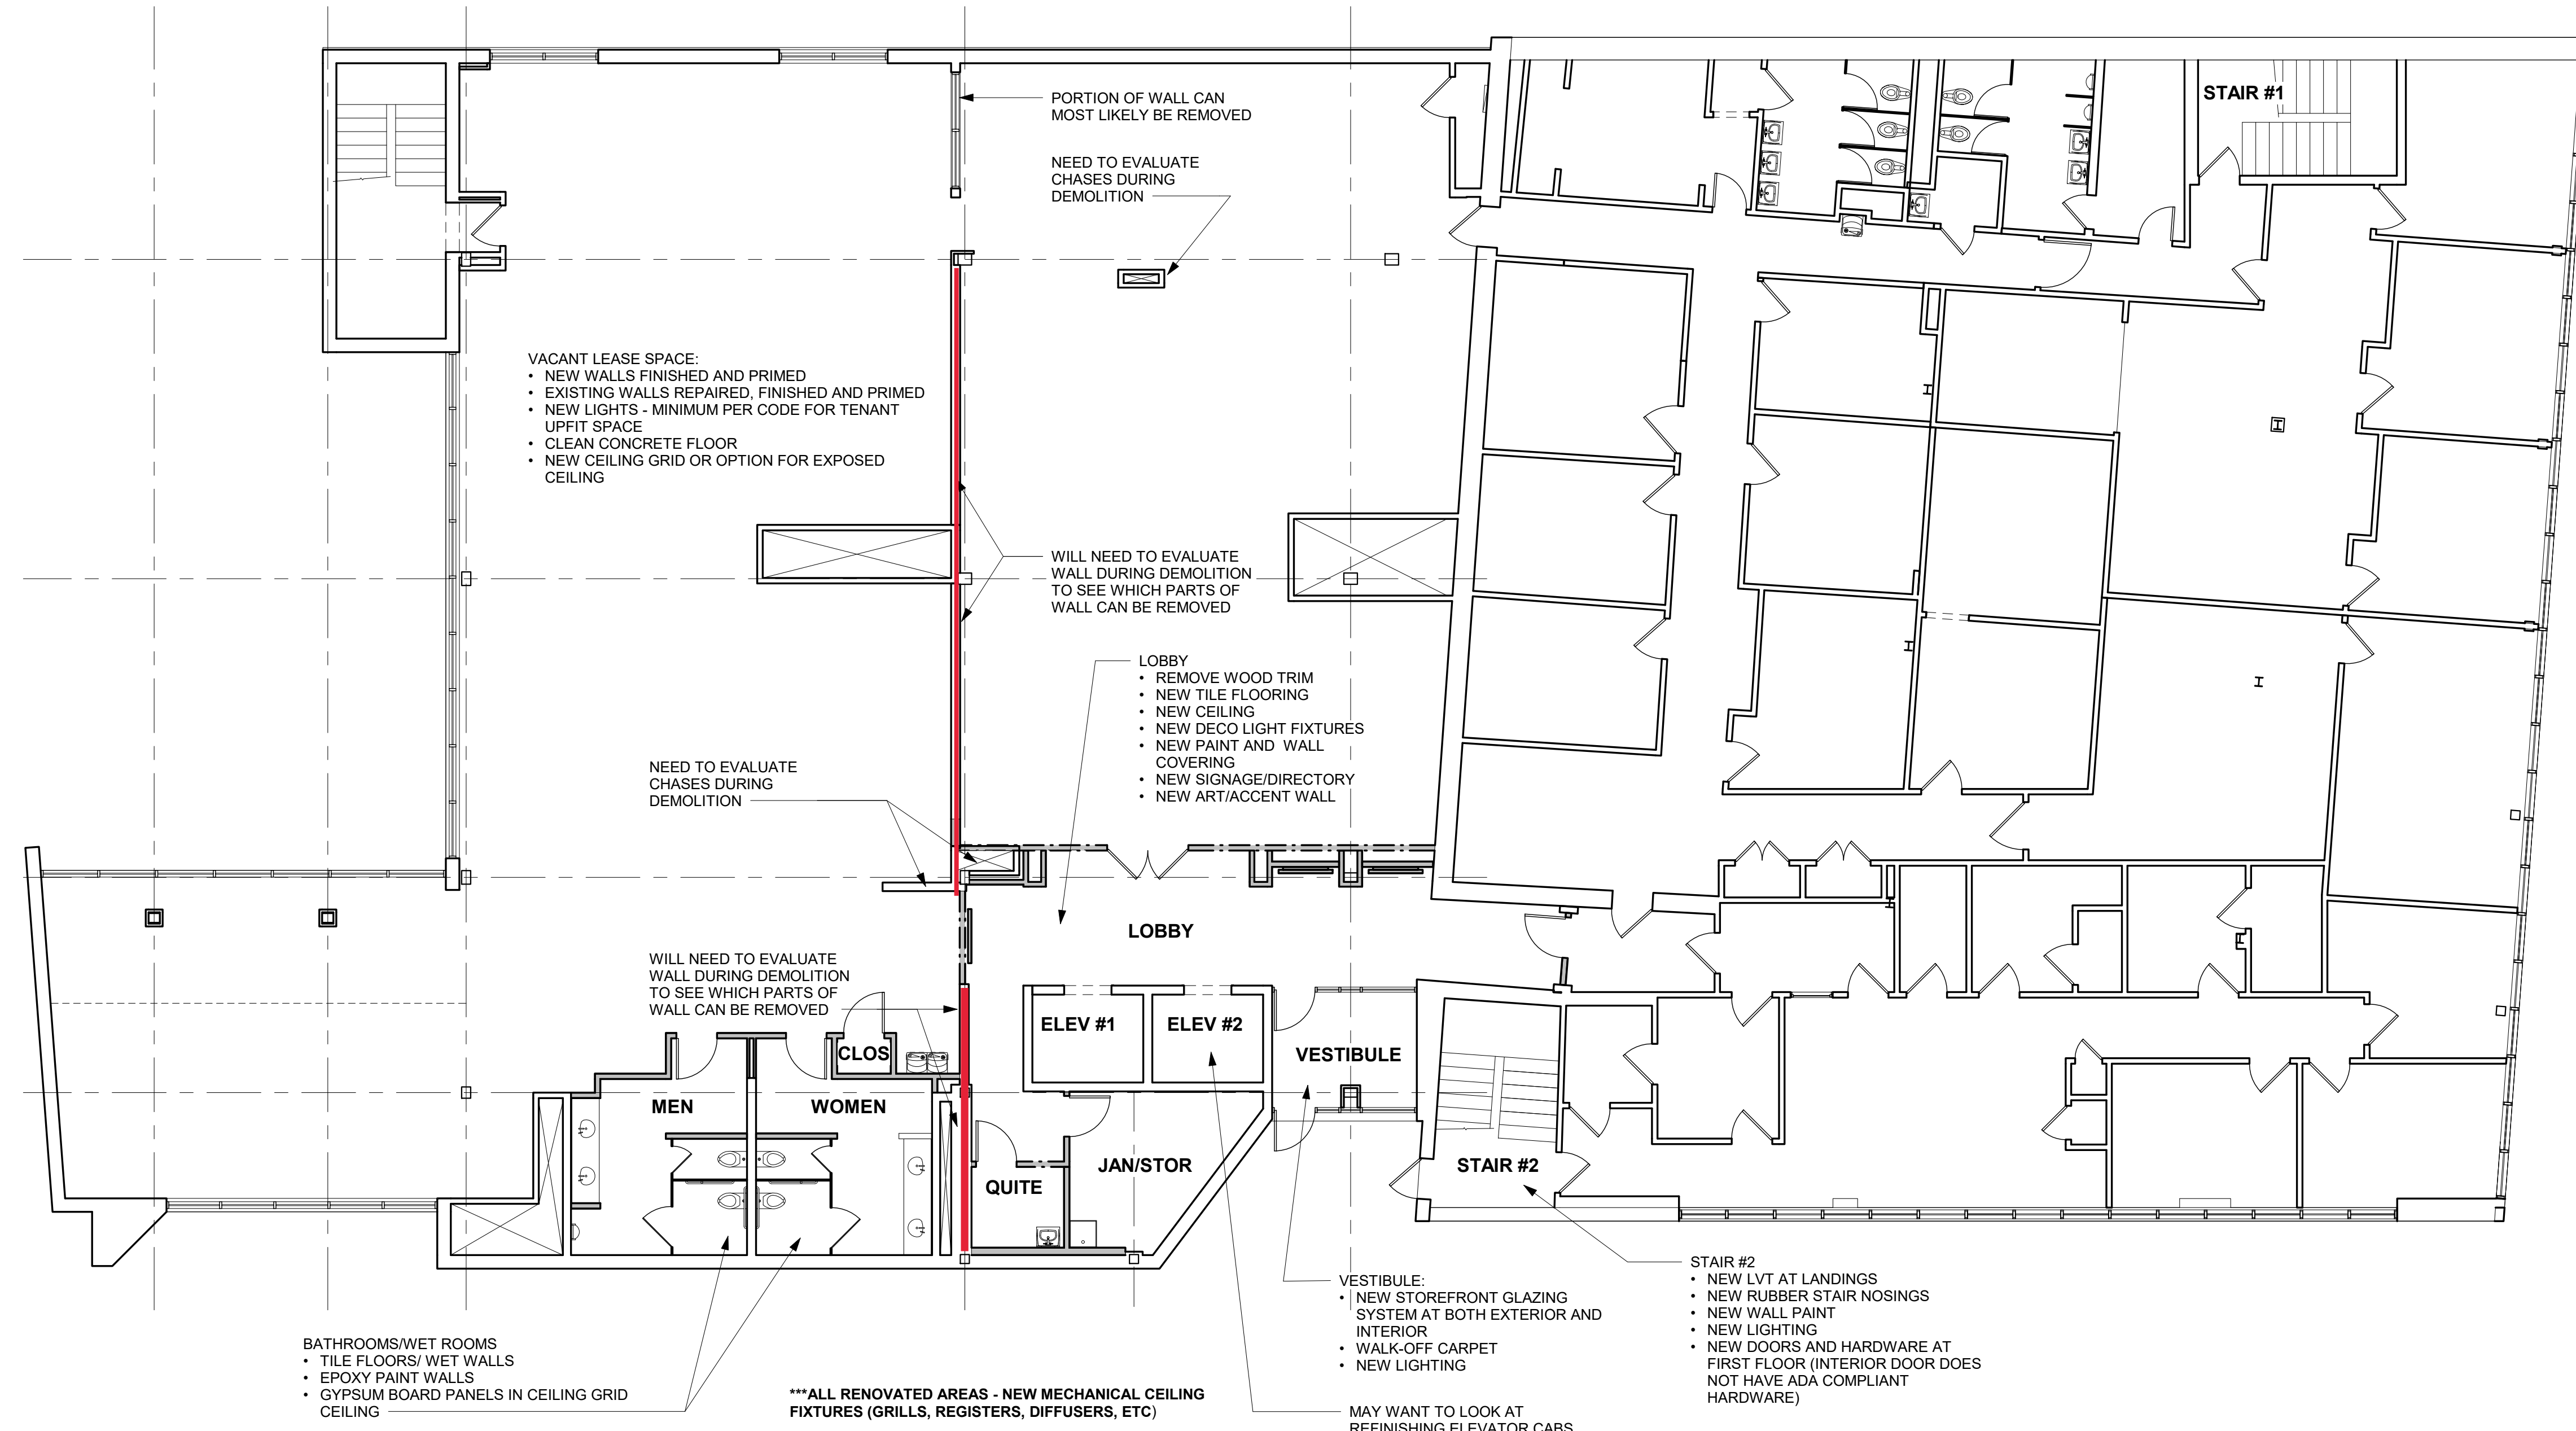 STAIR #1
PORTION OF WALL CAN
MOST LIKELY BE REMOVED
NEED TO EVALUATE
CHASES DURING
DEMOLITION
VACANT LEASE SPACE:
• NEW WALLS FINISHED AND PRIMED
• EXISTING WALLS REPAIRED, FINISHED AND PRIMED
• NEW LIGHTS - MINIMUM PER CODE FOR TENANT
UPFIT SPACE
• CLEAN CONCRETE FLOOR
• NEW CEILING GRID OR OPTION FOR EXPOSED
CEILING
WILL NEED TO EVALUATE
WALL DURING DEMOLITION
TO SEE WHICH PARTS OF
WALL CAN BE REMOVED
LOBBY
• REMOVE WOOD TRIM
• NEW TILE FLOORING
• NEW CEILING
• NEW DECO LIGHT FIXTURES
• NEW PAINT AND WALL
COVERING
• NEW SIGNAGE/DIRECTORY
• NEW ART/ACCENT WALL
NEED TO EVALUATE
CHASES DURING
DEMOLITION
LOBBY
WILL NEED TO EVALUATE
WALL DURING DEMOLITION
TO SEE WHICH PARTS OF
WALL CAN BE REMOVED
ELEV #1
ELEV #2
CLOS
VESTIBULE
MEN
WOMEN
JAN/STOR
STAIR #2
QUITE
STAIR #2
• NEW LVT AT LANDINGS
• NEW RUBBER STAIR NOSINGS
• NEW WALL PAINT
• NEW LIGHTING
• NEW DOORS AND HARDWARE AT
FIRST FLOOR (INTERIOR DOOR DOES
NOT HAVE ADA COMPLIANT
HARDWARE)
VESTIBULE:
• NEW STOREFRONT GLAZING
SYSTEM AT BOTH EXTERIOR AND
INTERIOR
• WALK-OFF CARPET
• NEW LIGHTING
BATHROOMS/WET ROOMS
• TILE FLOORS/ WET WALLS
• EPOXY PAINT WALLS
• GYPSUM BOARD PANELS IN CEILING GRID
CEILING
***ALL RENOVATED AREAS - NEW MECHANICAL CEILING
FIXTURES (GRILLS, REGISTERS, DIFFUSERS, ETC)
MAY WANT TO LOOK AT
REFINISHING ELEVATOR CABS